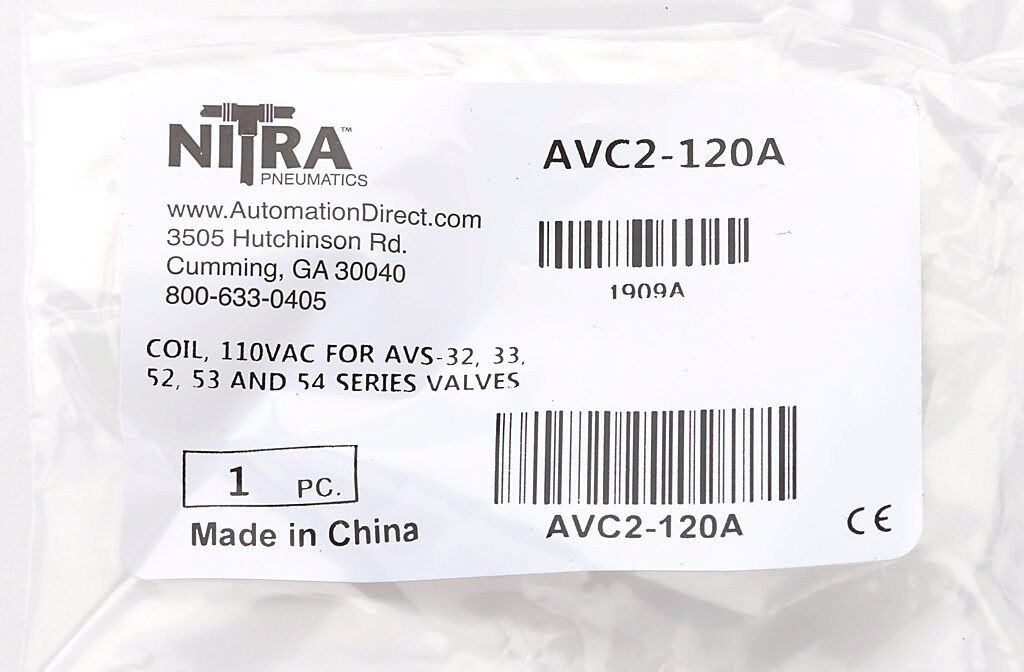 NITRA™
PNEUMATICS
www.AutomationDirect.com
3505 Hutchinson Rd.
Cumming, GA 30040
800-633-0405
AVC2-120A
1909A
COIL, 110VAC FOR AVS-32, 33,
52, 53 AND 54 SERIES VALVES
1 PC.
Made in China
AVC2-120A
CE